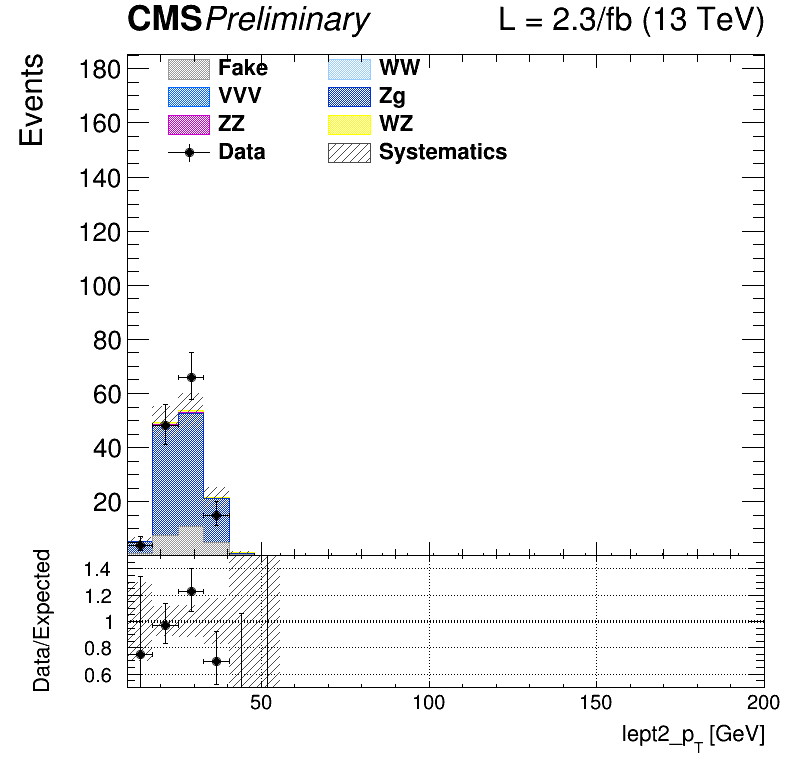 CMS Preliminary L = 2.3/fb (13 TeV)
Events
180
160
140
120
100
80
60
40
20
Fake WW
VVV Zg
ZZ WZ
Data Systematics
Data/Expected
1.4
1.2
1
0.8
0.6
50 100 150 200
lept2_p_T [GeV]